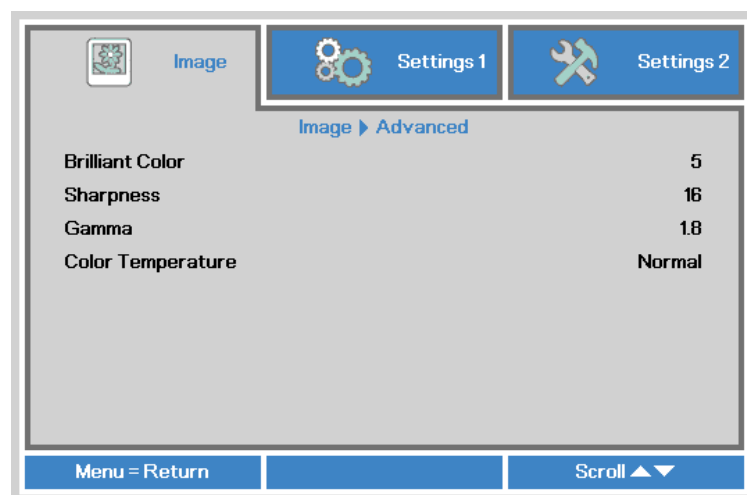 Image Settings 1 Settings 2
Image ▶ Advanced
Brilliant Color 5
Sharpness 16
Gamma 1.8
Color Temperature Normal
Menu = Return Scroll ▲▼